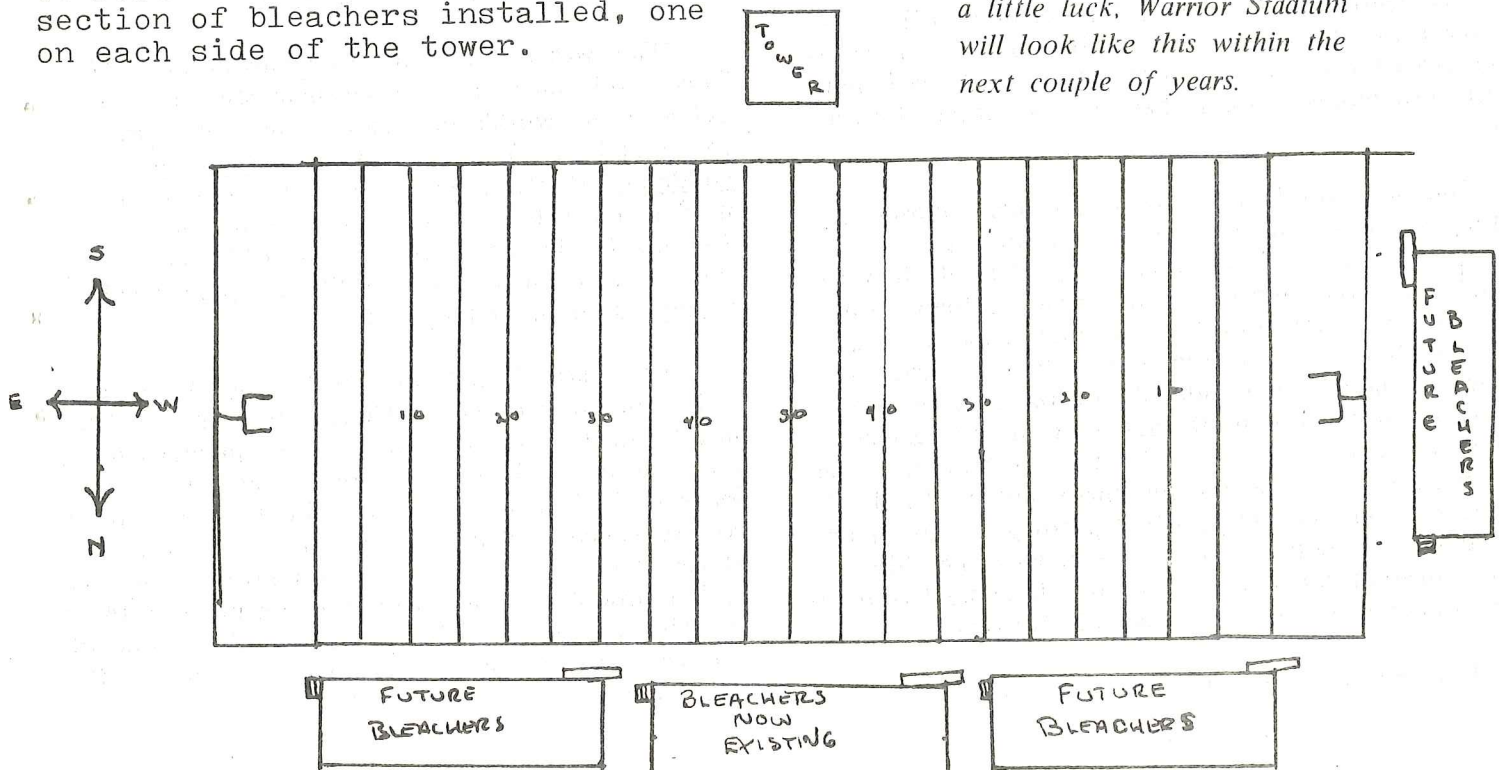 section of bleachers installed, one
on each side of the tower.
TOWER
a little luck, Warrior Stadium
will look like this within the
next couple of years.
S
E W
N
10 20 30 40 50 40 30 20 10
FUTURE
BLEACHERS
FUTURE
BLEACHERS
BLEACHERS
NOW
EXISTING
FUTURE
BLEACHERS